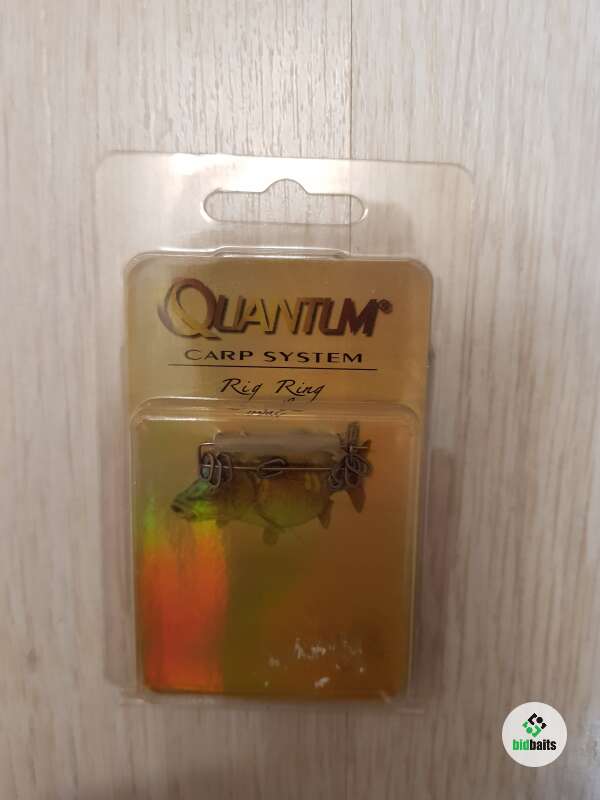 QUANTUM®
CARP SYSTEM
Rig Ring
bidbaits